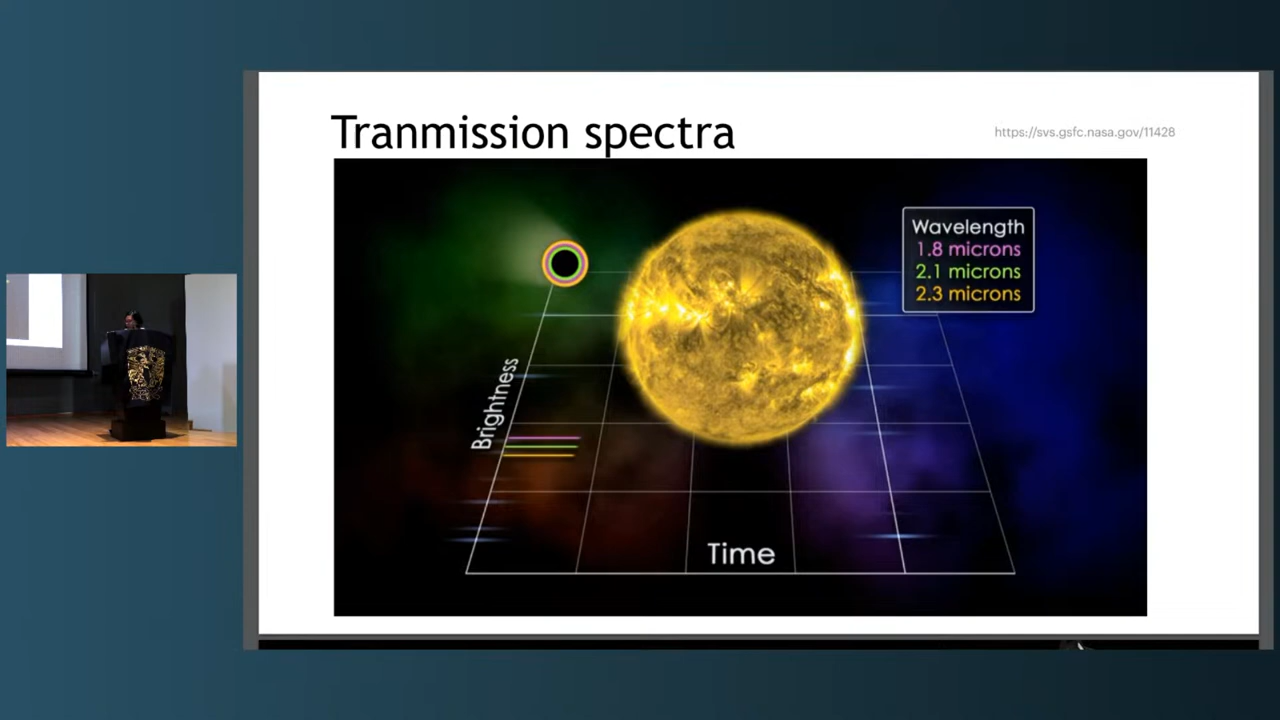 Tranmission spectra
https://svs.gsfc.nasa.gov/11428
Wavelength
1.8 microns
2.1 microns
2.3 microns
Brightness
Time